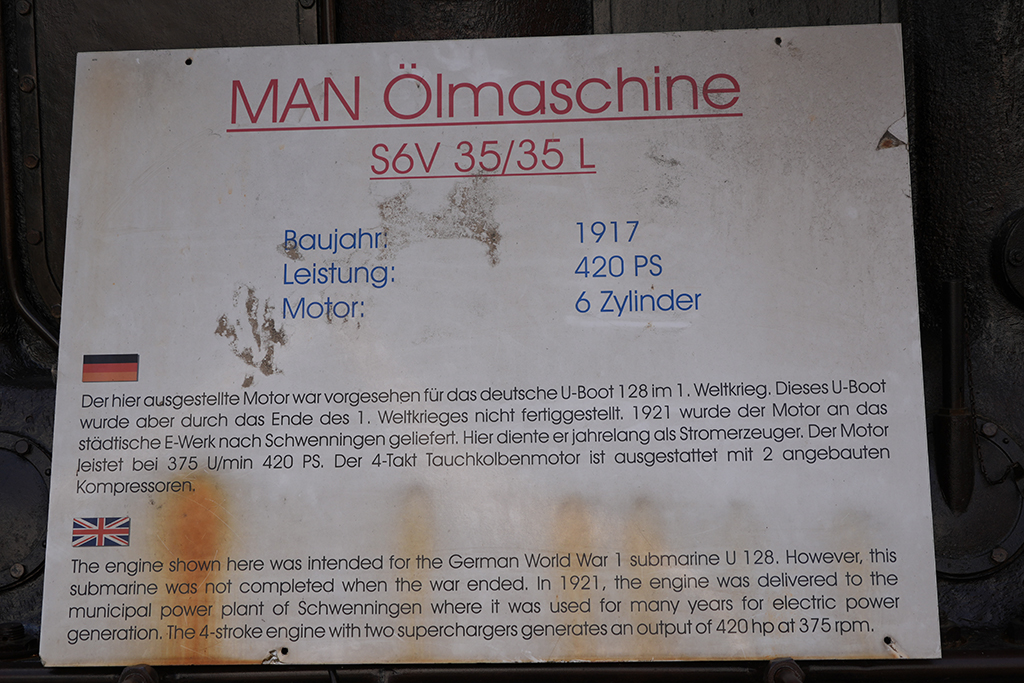 MAN Ölmaschine
S6V 35/35 L
Baujahr: 1917
Leistung: 420 PS
Motor: 6 Zylinder
Der hier ausgestellte Motor war vorgesehen für das deutsche U-Boot 128 im 1. Weltkrieg. Dieses U-Boot
wurde aber durch das Ende des 1. Weltkrieges nicht fertiggestellt. 1921 wurde der Motor an das
städtische E-Werk nach Schwenningen geliefert. Hier diente er jahrelang als Stromerzeuger. Der Motor
leistet bei 375 U/min 420 PS. Der 4-Takt Tauchkolbenmotor ist ausgestattet mit 2 angebauten
Kompressoren.
The engine shown here was intended for the German World War 1 submarine U 128. However, this
submarine was not completed when the war ended. In 1921, the engine was delivered to the
municipal power plant of Schwenningen where it was used for many years for electric power
generation. The 4-stroke engine with two superchargers generates an output of 420 hp at 375 rpm.